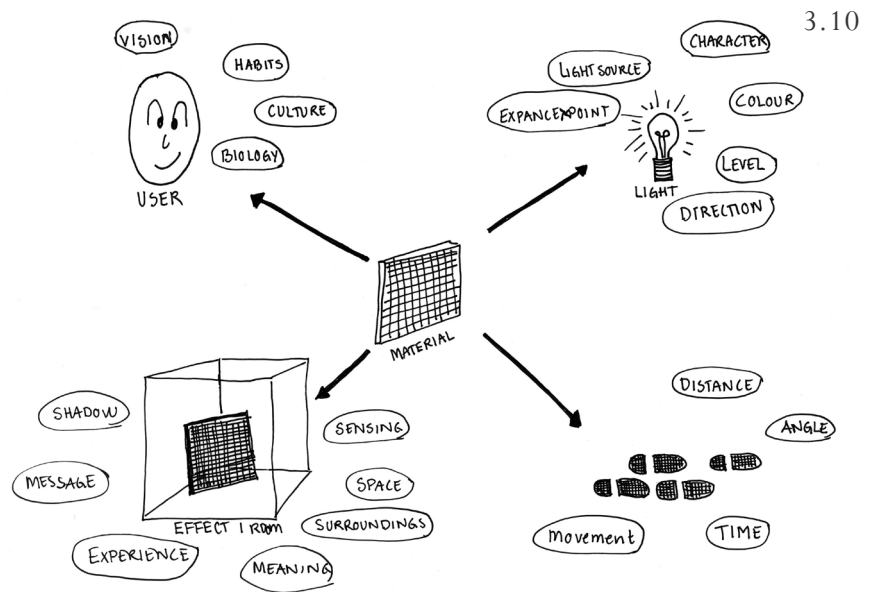 3.10
VISION
HABITS
CULTURE
BIOLOGY
USER
CHARACTER
LIGHT SOURCE
COLOUR
EXPANCEXPOINT
LEVEL
LIGHT
DIRECTION
MATERIAL
SHADOW
SENSING
MESSAGE
SPACE
EFFECT I ROOM
SURROUNDINGS
EXPERIENCE
MEANING
DISTANCE
ANGLE
Movement
TIME